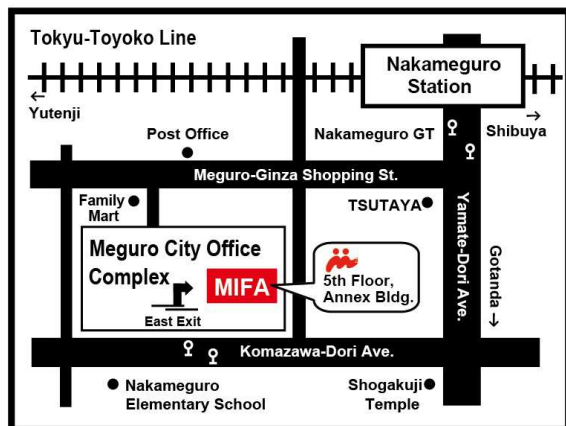 Tokyu-Toyoko Line
Nakameguro
Station
←
Yutenji
→
Shibuya
Post Office
Nakameguro GT
Meguro-Ginza Shopping St.
Family
Mart
TSUTAYA
Yamate-Dori Ave.
Gotanda →
Meguro City Office
Complex
MIFA
East Exit
5th Floor,
Annex Bldg.
Komazawa-Dori Ave.
Nakameguro
Elementary School
Shogakuji
Temple